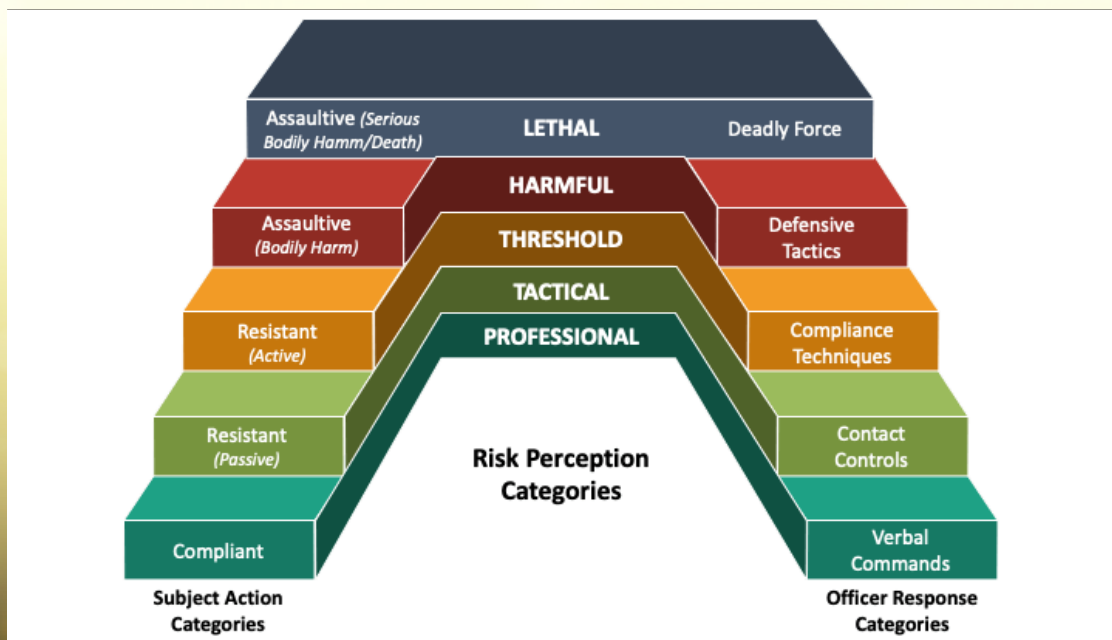 Assaultive (Serious
Bodily Hamm/Death)
LETHAL
Deadly Force
HARMFUL
Assaultive
(Bodily Harm)
Defensive
Tactics
THRESHOLD
Resistant
(Active)
Compliance
Techniques
TACTICAL
Resistant
(Passive)
Contact
Controls
PROFESSIONAL
Compliant
Verbal
Commands
Risk Perception
Categories
Subject Action
Categories
Officer Response
Categories